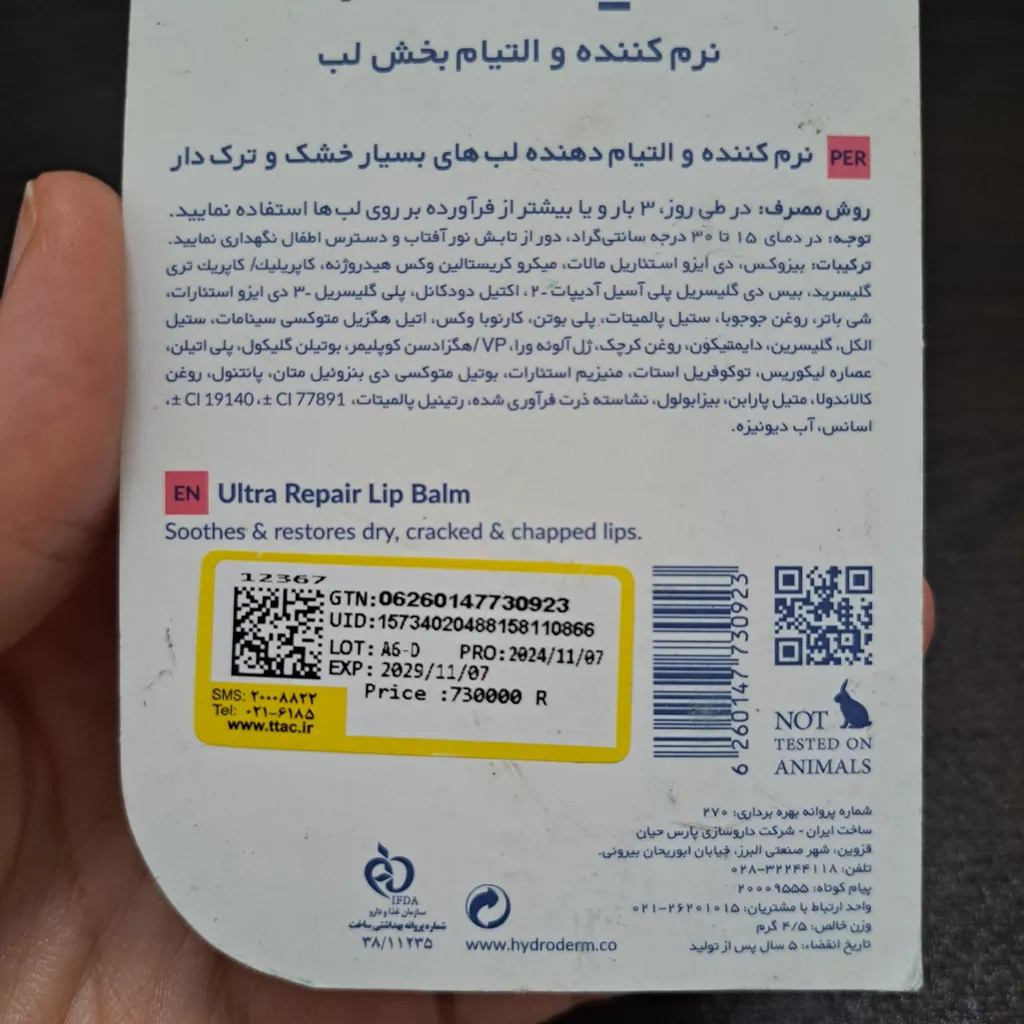 نرم کننده و التیام بخش لب
PER نرم کننده و التیام دهنده لب های بسیار خشک و ترک دار
روش مصرف: در طی روز، ۳ بار و یا بیشتر از فرآورده بر روی لب ها استفاده نمایید.
توجه: در دمای ۱۵ تا ۳۰ درجه سانتی‌گراد، دور از تابش نور آفتاب و دسترس اطفال نگهداری نمایید.
ترکیبات: بیزوکس، دی ایزو استئاریل مالات، میکرو کریستالین وکس هیدروژنه، کاپریلیک/ کاپریک تری
گلیسرید، بیس دی گلیسریل پلی آسیل آدیپات -۲، اکتیل دودکانل، پلی گلیسریل -۳ دی ایزو استئارات،
شی باتر، روغن جوجوبا، ستیل پالمیتات، پلی بوتن، کارنوبا وکس، اتیل هگزیل متوکسی سینامات، ستیل
الکل، گلیسرین، دایمتیکون، روغن کرچک، ژل آلوئه ورا، VP /هگزادسن کوپلیمر، بوتیلن گلیکول، پلی اتیلن،
عصاره لیکوریس، توکوفریل استات، منیزیم استئارات، بوتیل متوکسی دی بنزوئیل متان، پانتنول، روغن
کالاندولا، متیل پارابن، بیزابولول، نشاسته ذرت فرآوری شده، رتینیل پالمیتات، CI 77891 ±، CI 19140 ±،
اسانس، آب دیونیزه.
EN Ultra Repair Lip Balm
Soothes & restores dry, cracked & chapped lips.
12367
GTN:06260147730923
UID:15734020488158110866
LOT: A6-D PRO:2024/11/07
EXP: 2029/11/07
Price :730000 R
SMS: ۲۰۰۰۸۸۲۲
Tel: ۰۲۱-۶۱۸۵
www.ttac.ir
6 260147 730923
NOT
TESTED ON
ANIMALS
شماره پروانه بهره برداری: ۲۷۰
ساخت ایران - شرکت داروسازی پارس حیان
قزوین، شهر صنعتی البرز، خیابان ابوریحان بیرونی.
تلفن: ۳۲۲۴۴۱۱۸-۰۲۸
پیام کوتاه: ۲۰۰۰۹۵۵۵
واحد ارتباط با مشتریان: ۲۶۲۰۱۰۱۵-۰۲۱
وزن خالص: ۴/۵ گرم
تاریخ انقضاء: ۵ سال پس از تولید
IFDA
سازمان غذا و دارو
شماره پروانه بهداشتی ساخت
۳۸/۱۱۲۳۵
www.hydroderm.co